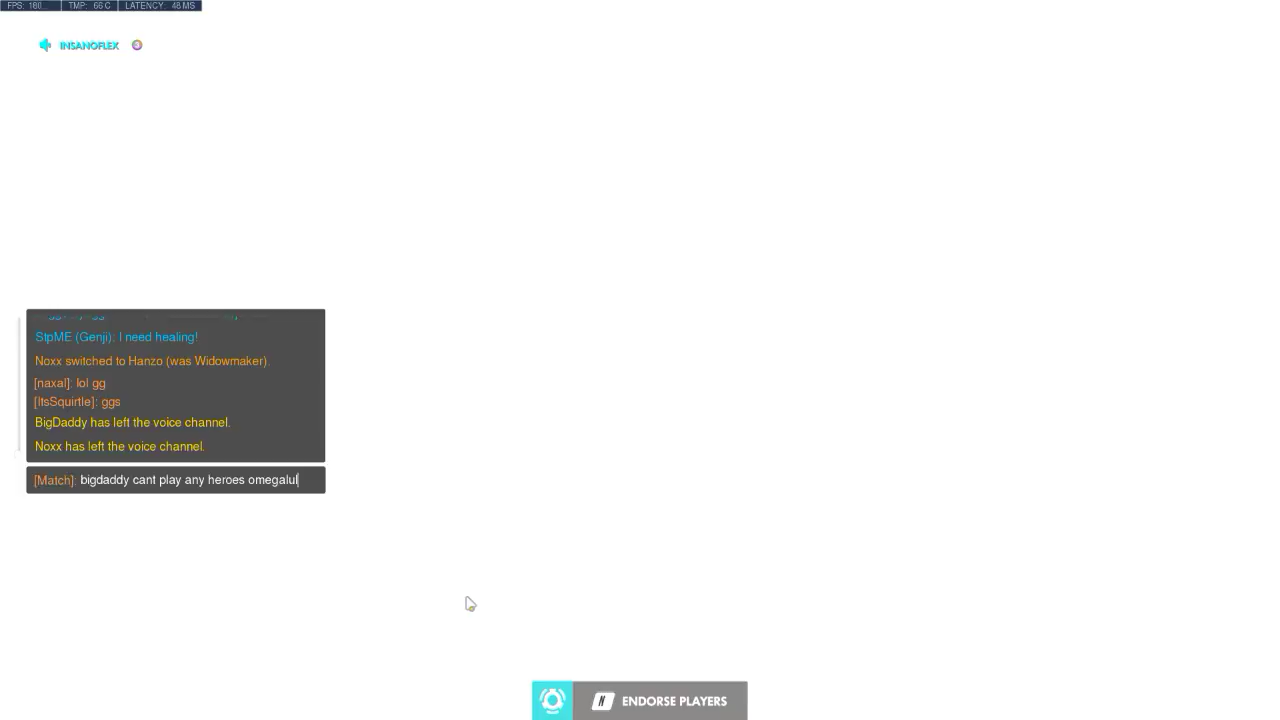 FPS: 180... TMP: 66 C LATENCY: 48 MS
INSANOFLEX
StpME (Genji): I need healing!
Noxx switched to Hanzo (was Widowmaker).
[naxal]: lol gg
[ItsSquirtle]: ggs
BigDaddy has left the voice channel.
Noxx has left the voice channel.
[Match]: bigdaddy cant play any heroes omegalul
N ENDORSE PLAYERS